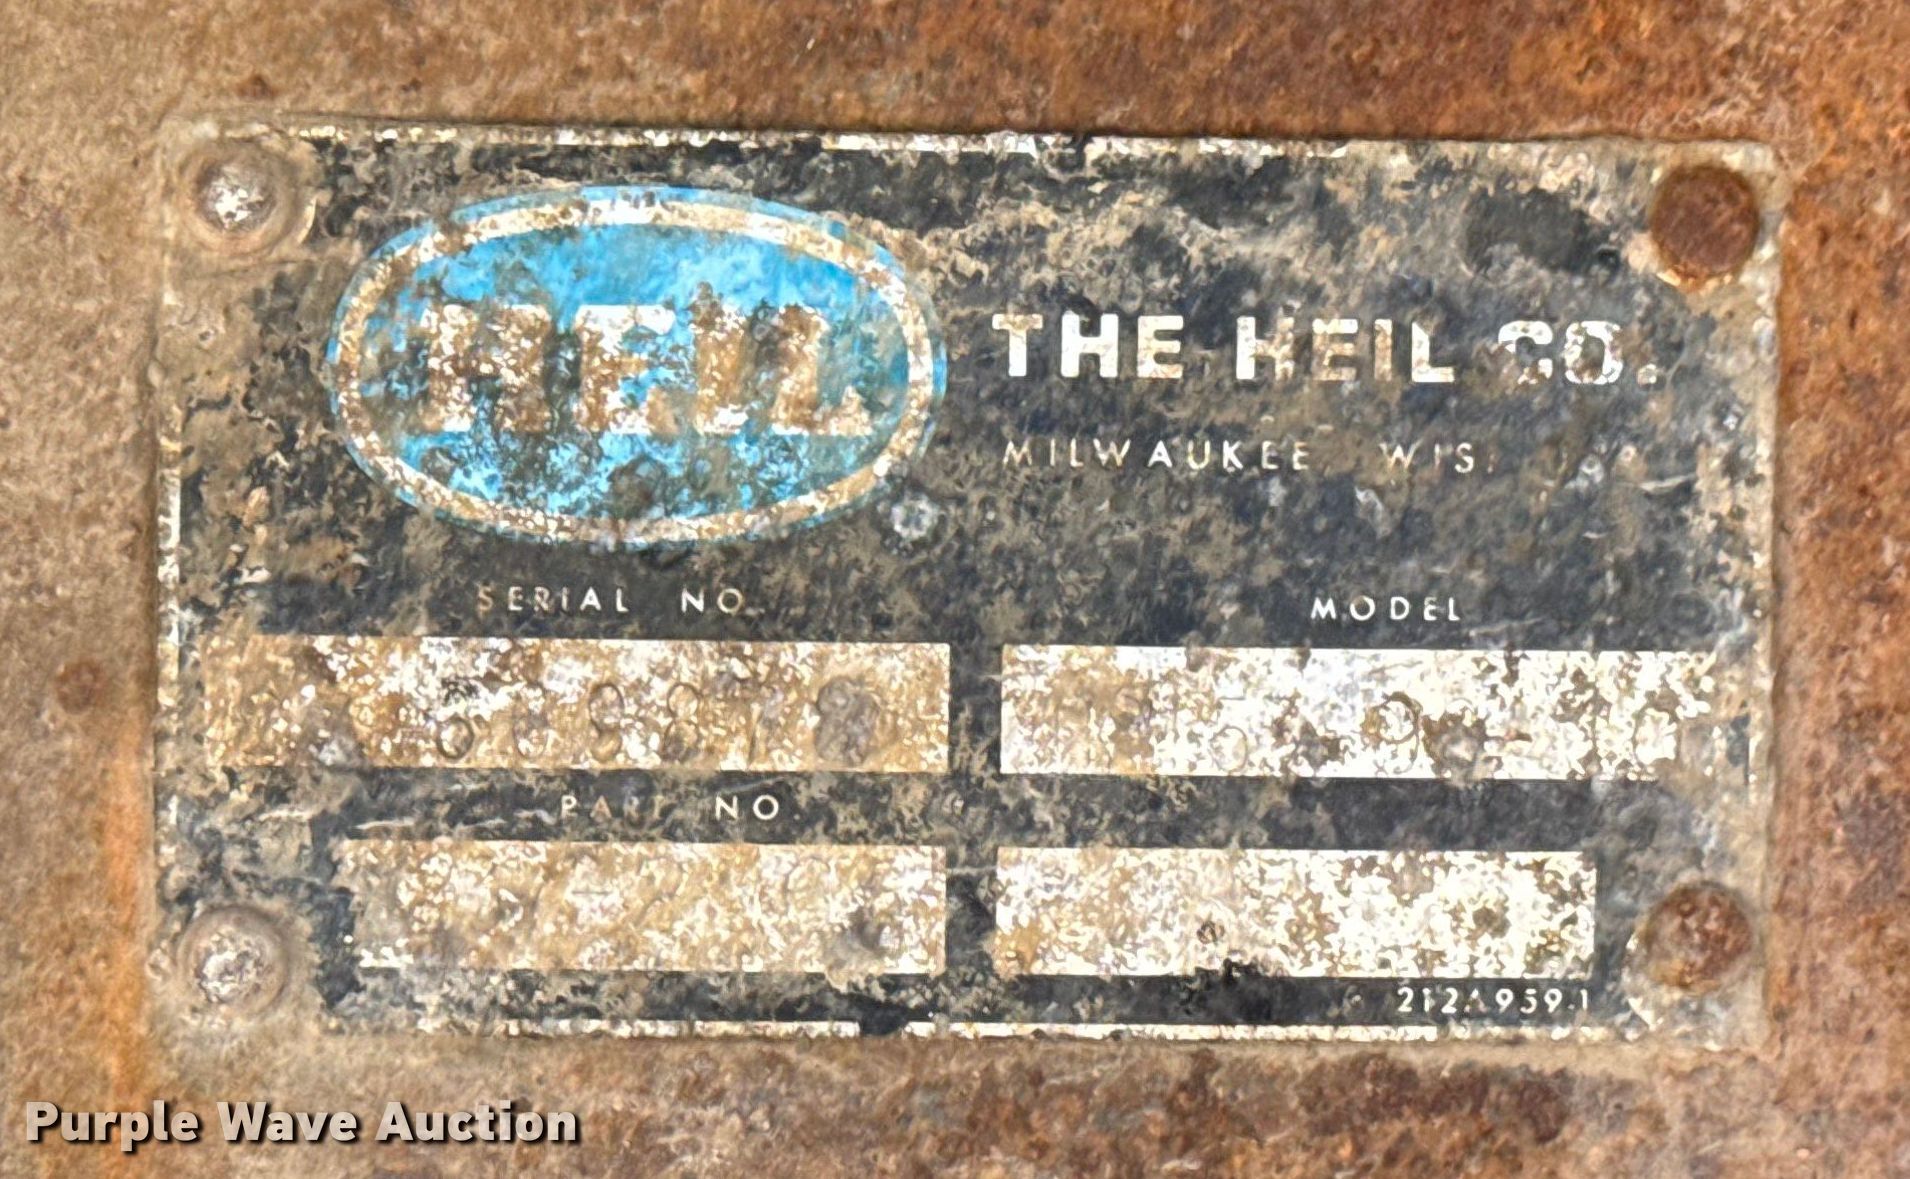 HEIL
THE HEIL CO.
MILWAUKEE, WIS.
SERIAL NO.
MODEL
PART NO.
212A959-1
Purple Wave Auction